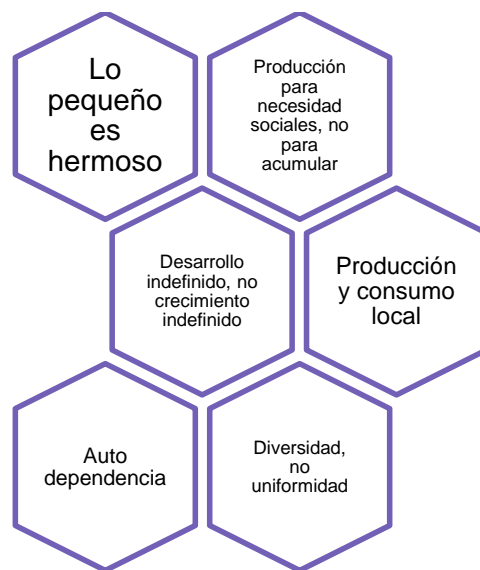 Lo
pequeño
es
hermoso
Producción
para
necesidad
sociales, no
para
acumular
Desarrollo
indefinido, no
crecimiento
indefinido
Producción
y consumo
local
Auto
dependencia
Diversidad,
no
uniformidad